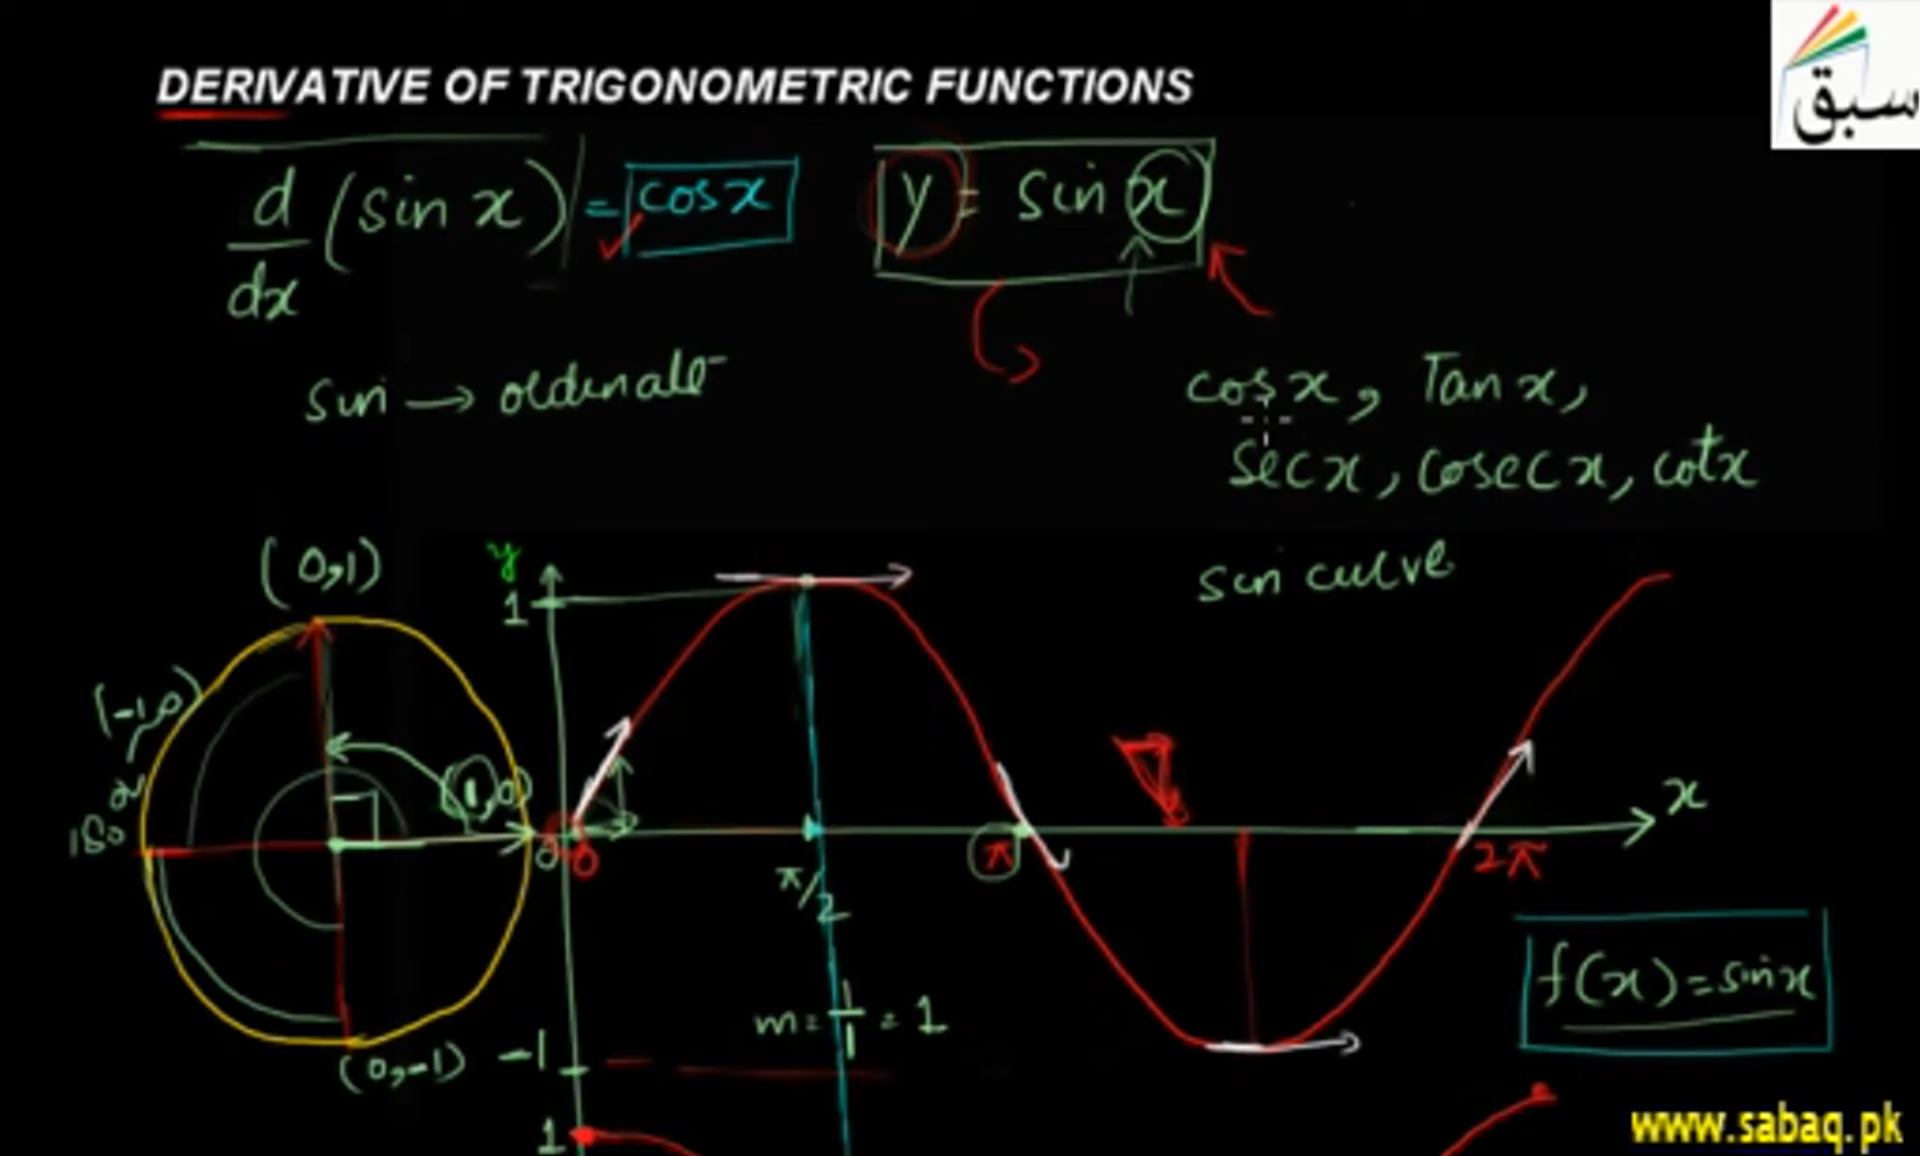 سبق
DERIVATIVE OF TRIGONOMETRIC FUNCTIONS
d/dx (sin x) = cos x
y = sin x
sin → ordinate
cos x, Tan x,
sec x, cosec x, cot x
sin curve
(0,1)
y
1
(-1,0)
(1,0)
180°
0
π/2
π
2π
x
m = 1/1 = 1
f(x) = sin x
(0,-1)
-1
1
www.sabaq.pk